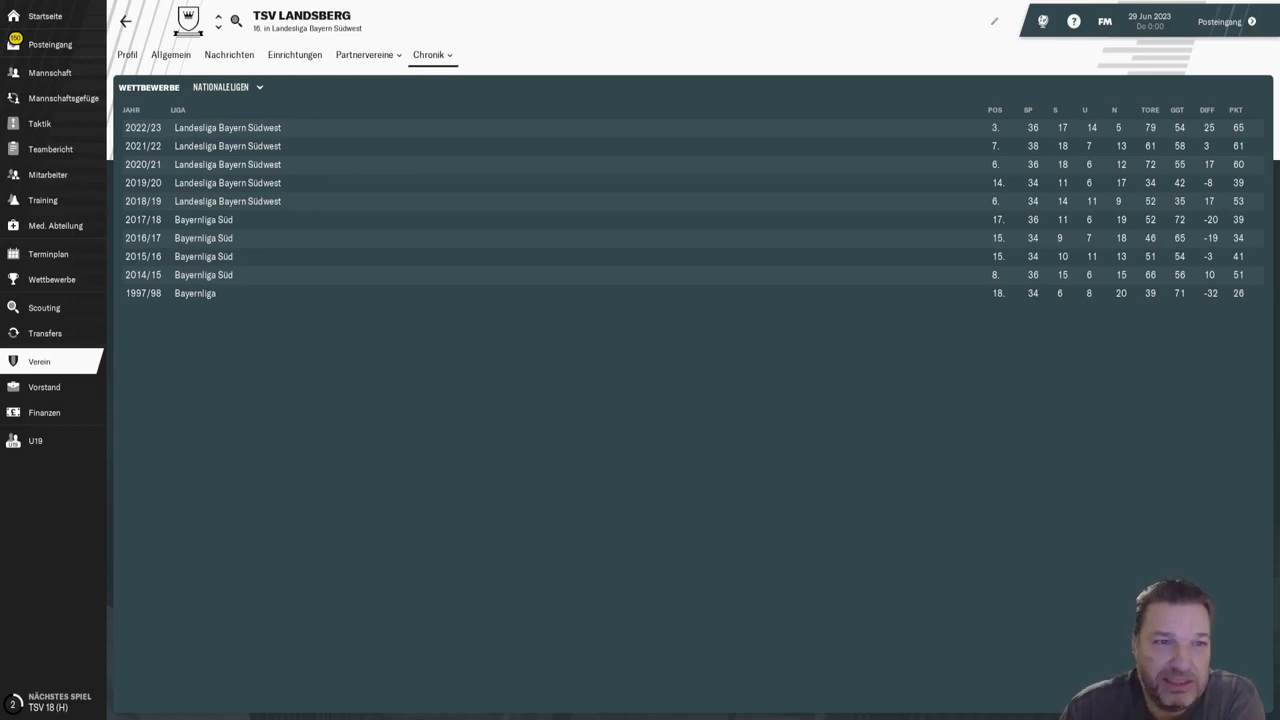 Startseite
150
Posteingang
Mannschaft
Mannschaftsgefüge
Taktik
Teambericht
Mitarbeiter
Training
Med. Abteilung
Terminplan
Wettbewerbe
Scouting
Transfers
Verein
Vorstand
Finanzen
U19
U19
2
NÄCHSTES SPIEL
TSV 18 (H)
TSV LANDSBERG
16. in Landesliga Bayern Südwest
? FM
29 Jun 2023
Do 0:00
Posteingang
Profil Allgemein Nachrichten Einrichtungen Partnervereine Chronik
WETTBEWERBE NATIONALE LIGEN
JAHR LIGA POS SP S U N TORE GGT DIFF PKT
2022/23 Landesliga Bayern Südwest 3. 36 17 14 5 79 54 25 65
2021/22 Landesliga Bayern Südwest 7. 38 18 7 13 61 58 3 61
2020/21 Landesliga Bayern Südwest 6. 36 18 6 12 72 55 17 60
2019/20 Landesliga Bayern Südwest 14. 34 11 6 17 34 42 -8 39
2018/19 Landesliga Bayern Südwest 6. 34 14 11 9 52 35 17 53
2017/18 Bayernliga Süd 17. 36 11 6 19 52 72 -20 39
2016/17 Bayernliga Süd 15. 34 9 7 18 46 65 -19 34
2015/16 Bayernliga Süd 15. 34 10 11 13 51 54 -3 41
2014/15 Bayernliga Süd 8. 36 15 6 15 66 56 10 51
1997/98 Bayernliga 18. 34 6 8 20 39 71 -32 26